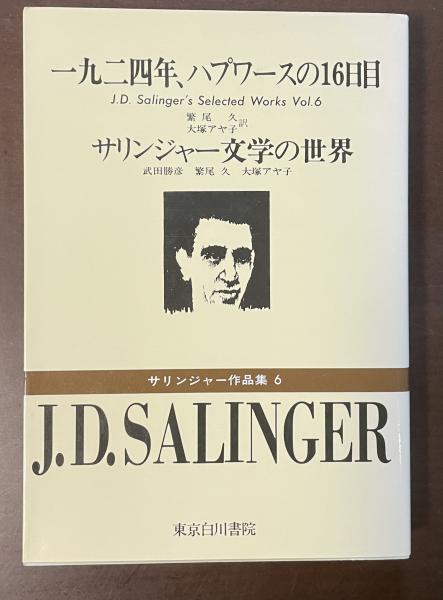 一九二四年、ハプワースの16日目
J.D. Salinger's Selected Works Vol.6
繁尾 久
大塚アヤ子 訳
サリンジャー文学の世界
武田勝彦 繁尾 久 大塚アヤ子
サリンジャー作品集 6
J.D.SALINGER
東京白川書院